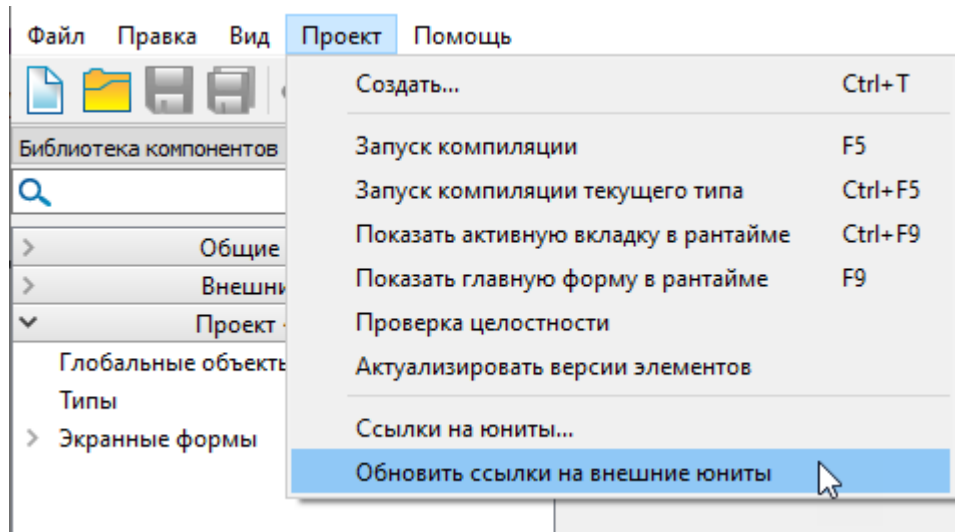 Файл Правка Вид Проект Помощь
Создать... Ctrl+T
Библиотека компонентов
Запуск компиляции F5
Запуск компиляции текущего типа Ctrl+F5
Общие Показать активную вкладку в рантайме Ctrl+F9
Показать главную форму в рантайме F9
Проект Проверка целостности
Глобальные Актуализировать версии элементов
Типы
Экранные формы Ссылки на юниты...
Обновить ссылки на внешние юниты